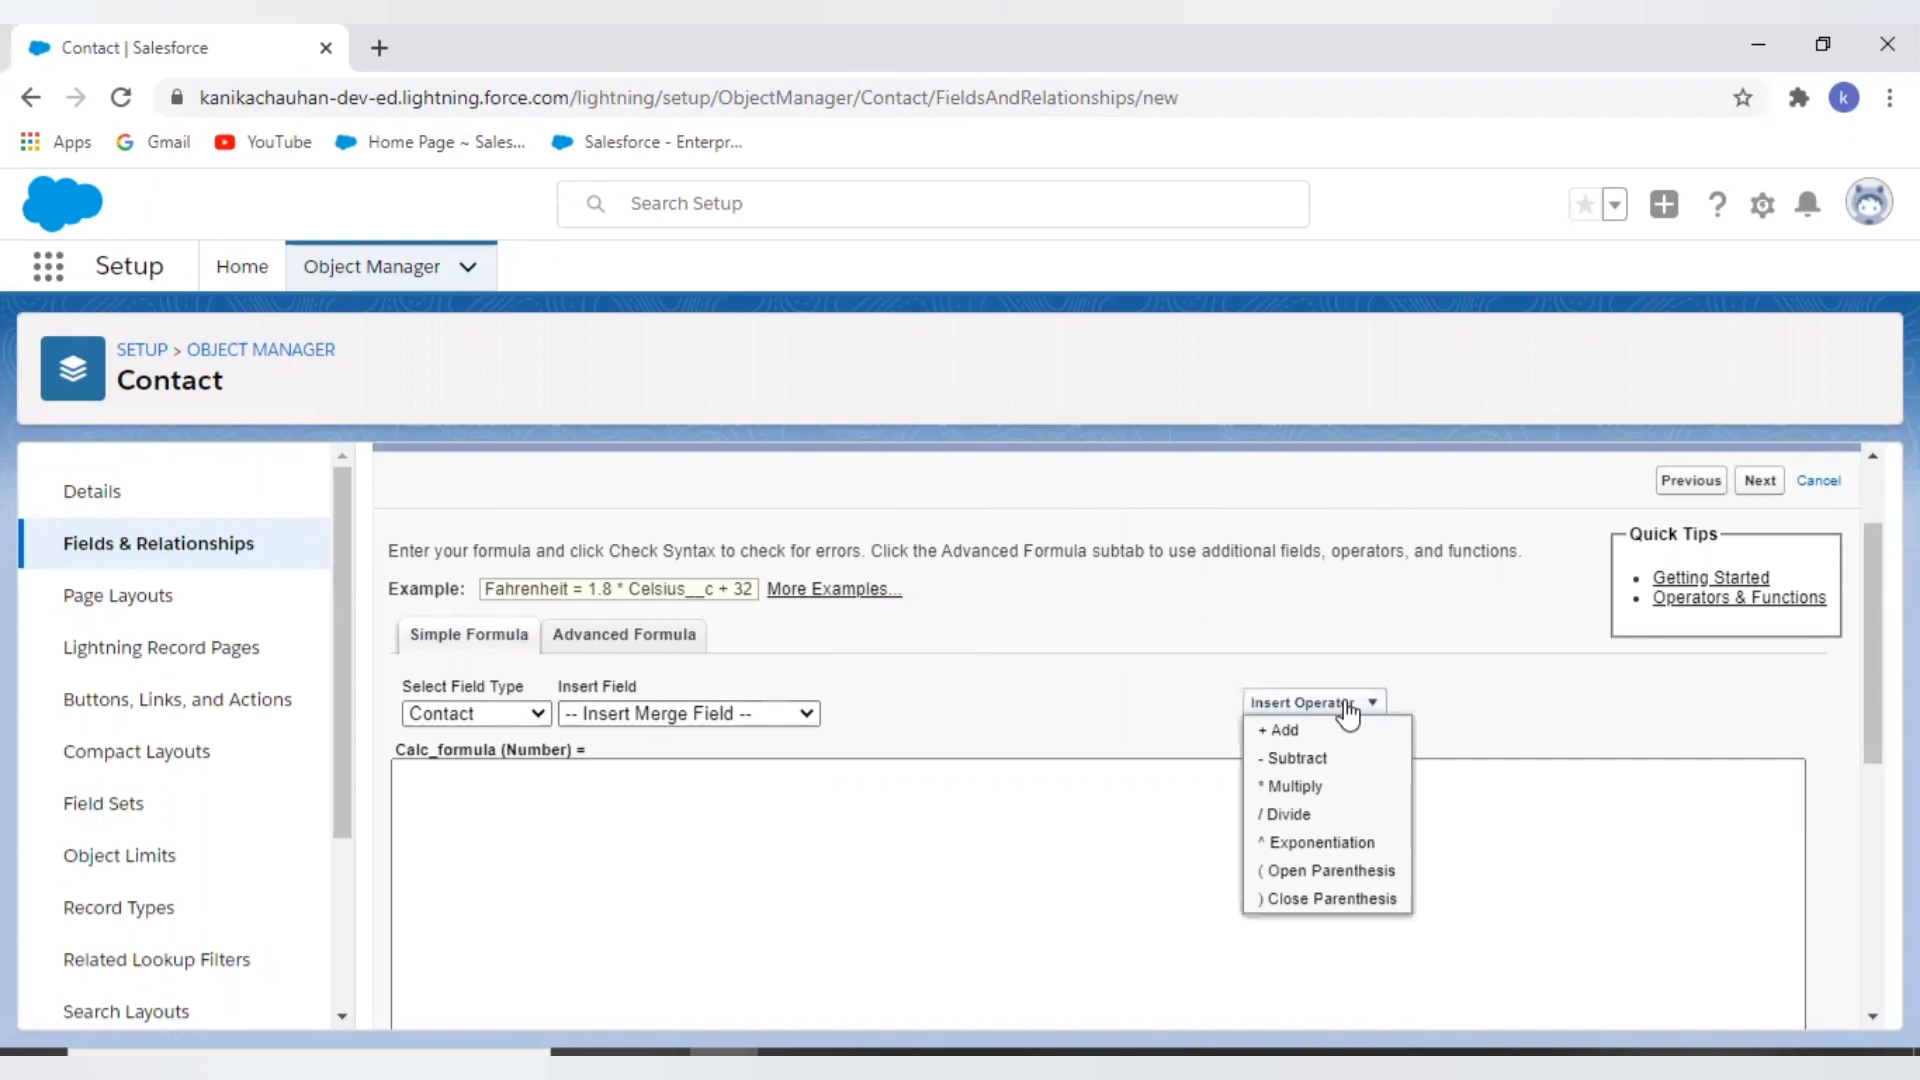 Contact | Salesforce
kanikachauhan-dev-ed.lightning.force.com/lightning/setup/ObjectManager/Contact/FieldsAndRelationships/new
k
Apps Gmail YouTube Home Page ~ Sales... Salesforce - Enterpr...
Search Setup
Setup Home Object Manager
SETUP > OBJECT MANAGER
Contact
Details
Fields & Relationships
Page Layouts
Lightning Record Pages
Buttons, Links, and Actions
Compact Layouts
Field Sets
Object Limits
Record Types
Related Lookup Filters
Search Layouts
Previous Next Cancel
Enter your formula and click Check Syntax to check for errors. Click the Advanced Formula subtab to use additional fields, operators, and functions.
Example: Fahrenheit = 1.8 * Celsius__c + 32 More Examples...
Quick Tips
• Getting Started
• Operators & Functions
Simple Formula Advanced Formula
Select Field Type Insert Field
Contact -- Insert Merge Field --
Insert Operator
+ Add
- Subtract
* Multiply
/ Divide
^ Exponentiation
( Open Parenthesis
) Close Parenthesis
Calc_formula (Number) =